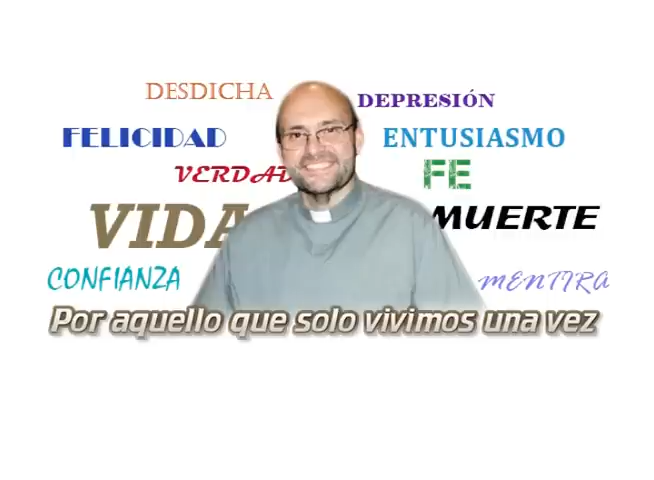 DESDICHA
DEPRESIÓN
FELICIDAD
ENTUSIASMO
VERDAD
FE
VIDA
MUERTE
CONFIANZA
MENTIRA
Por aquello que solo vivimos una vez